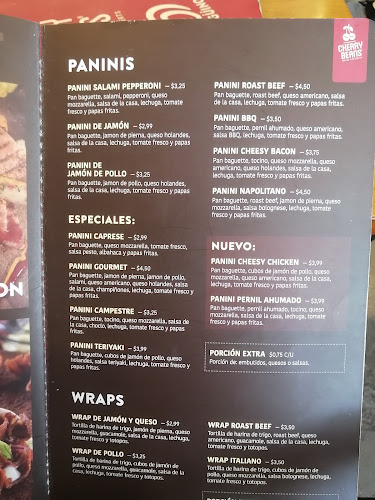 CHERRY
BEANS
PANINIS
PANINI SALAMI PEPPERONI – $3,25
Pan baguette, salami, pepperoni, queso
mozzarella, salsa de la casa, lechuga, tomate
fresco y papas fritas.
PANINI DE JAMÓN – $2,99
Pan baguette, jamon de pierna, queso holandes,
salsa de la casa, lechuga, tomate fresco y papas
fritas.
PANINI DE
JAMÓN DE POLLO – $3,25
Pan baguette, jamon de pollo, queso holandes,
salsa de la casa, lechuga, tomate fresco y papas
fritas.
PANINI ROAST BEEF – $4,50
Pan baguette, roast beef, queso americano, salsa
de la casa, lechuga, tomate fresco y papas fritas.
PANINI BBQ – $3,50
Pan baguette, pernil ahumado, queso americano,
salsa BBQ, lechuga, tomate fresco y papas fritas.
PANINI CHEESY BACON – $3,75
Pan baguette, tocino, queso mozzarella, queso
americano, queso holandes, salsa de la casa,
lechuga, tomate fresco y papas fritas.
PANINI NAPOLITANO – $4,50
Pan baguette, roast beef, jamon de pierna, queso
mozzarella, salsa bolognese, lechuga, tomate
fresco y papas fritas.
ESPECIALES:
PANINI CAPRESE – $2,99
Pan baguette, queso mozzarella, tomate fresco,
salsa pesto, albahaca y papas fritas.
PANINI GOURMET – $4,50
Pan baguette, jamon de pierna, jamon de pollo,
salami, queso americano, queso holandes, salsa
de la casa, champiñones, lechuga, tomate fresco y
papas fritas.
PANINI CAMPESTRE – $3,25
Pan baguette, tocino, queso mozzarella, salsa de
la casa, choclo, lechuga, tomate fresco y papas
fritas.
PANINI TERIYAKI – $3,99
Pan baguette, cubos de jamón de pollo, queso
holandes, salsa teriyaki, lechuga, tomate fresco y
papas fritas.
NUEVO:
PANINI CHEESY CHICKEN – $3,99
Pan baguette, cubos de jamón de pollo, queso
mozzarella, queso americano, queso holandes,
salsa de la casa, lechuga, tomate fresco y papas
fritas.
PANINI PERNIL AHUMADO – $3,99
Pan baguette, pernil ahumado, tocino, queso
mozzarella, salsa de la casa, lechuga, tomate
fresco y papas fritas.
PORCIÓN EXTRA $0,75 C/U
Porción de: embutidos, quesos o salsas.
ON
WRAPS
WRAP DE JAMÓN Y QUESO – $2,99
Tortilla de harina de trigo, jamón de pierna, queso
mozzarella, salsa de la casa, lechuga, tomate
fresco y totopos.
WRAP DE POLLO – $3,25
Tortilla de harina de trigo, cubos de jamón de
pollo, queso mozzarella, guacamole, salsa de la
casa, lechuga, tomate fresco y totopos.
WRAP ROAST BEEF – $3,50
Tortilla de harina de trigo, roast beef, queso
americano, guacamole, salsa de la casa, lechuga,
tomate fresco y totopos.
WRAP ITALIANO – $3,50
Tortilla de harina de trigo, cubos de jamón de
pollo, queso mozzarella, salsa bolognese, lechuga,
tomate fresco y totopos.